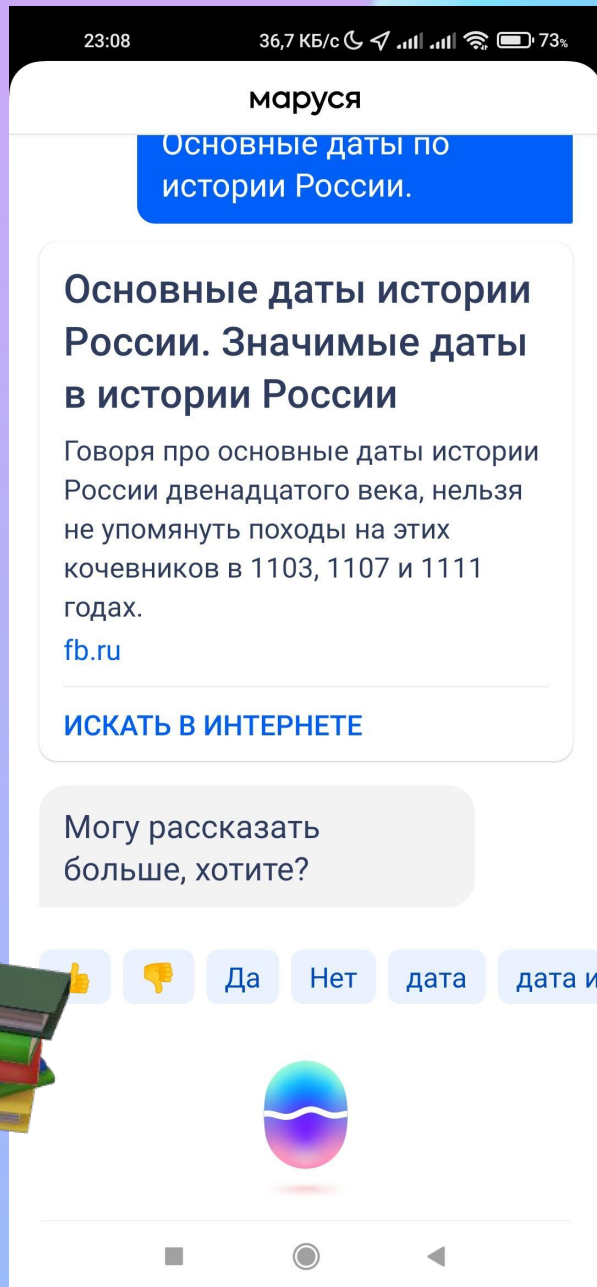 23:08 36,7 КБ/с 73%
маруся
Основные даты по
истории России.
Основные даты истории
России. Значимые даты
в истории России
Говоря про основные даты истории
России двенадцатого века, нельзя
не упомянуть походы на этих
кочевников в 1103, 1107 и 1111
годах.
fb.ru
ИСКАТЬ В ИНТЕРНЕТЕ
Могу рассказать
больше, хотите?
Да Нет дата дата и